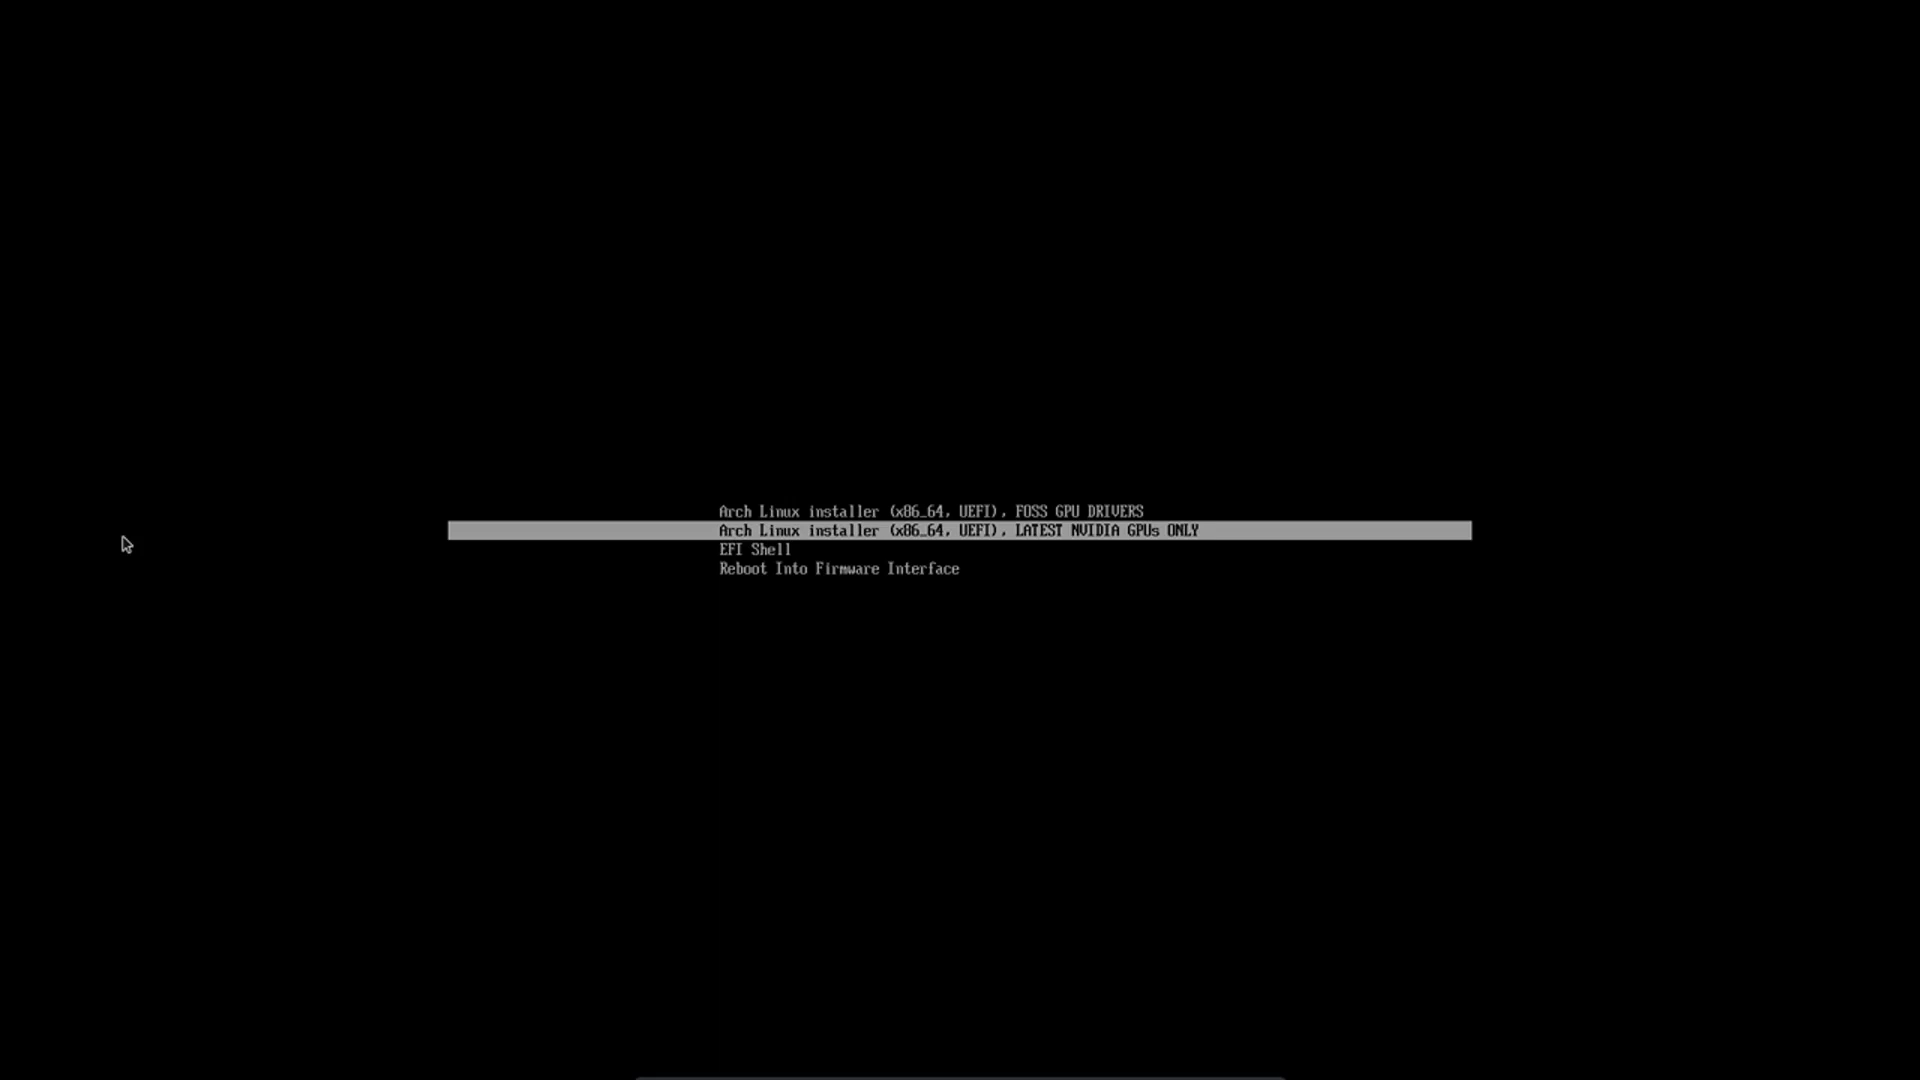 Arch Linux installer (x86_64, UEFI), FOSS GPU DRIVERS
Arch Linux installer (x86_64, UEFI), LATEST NVIDIA GPUs ONLY
EFI Shell
Reboot Into Firmware Interface